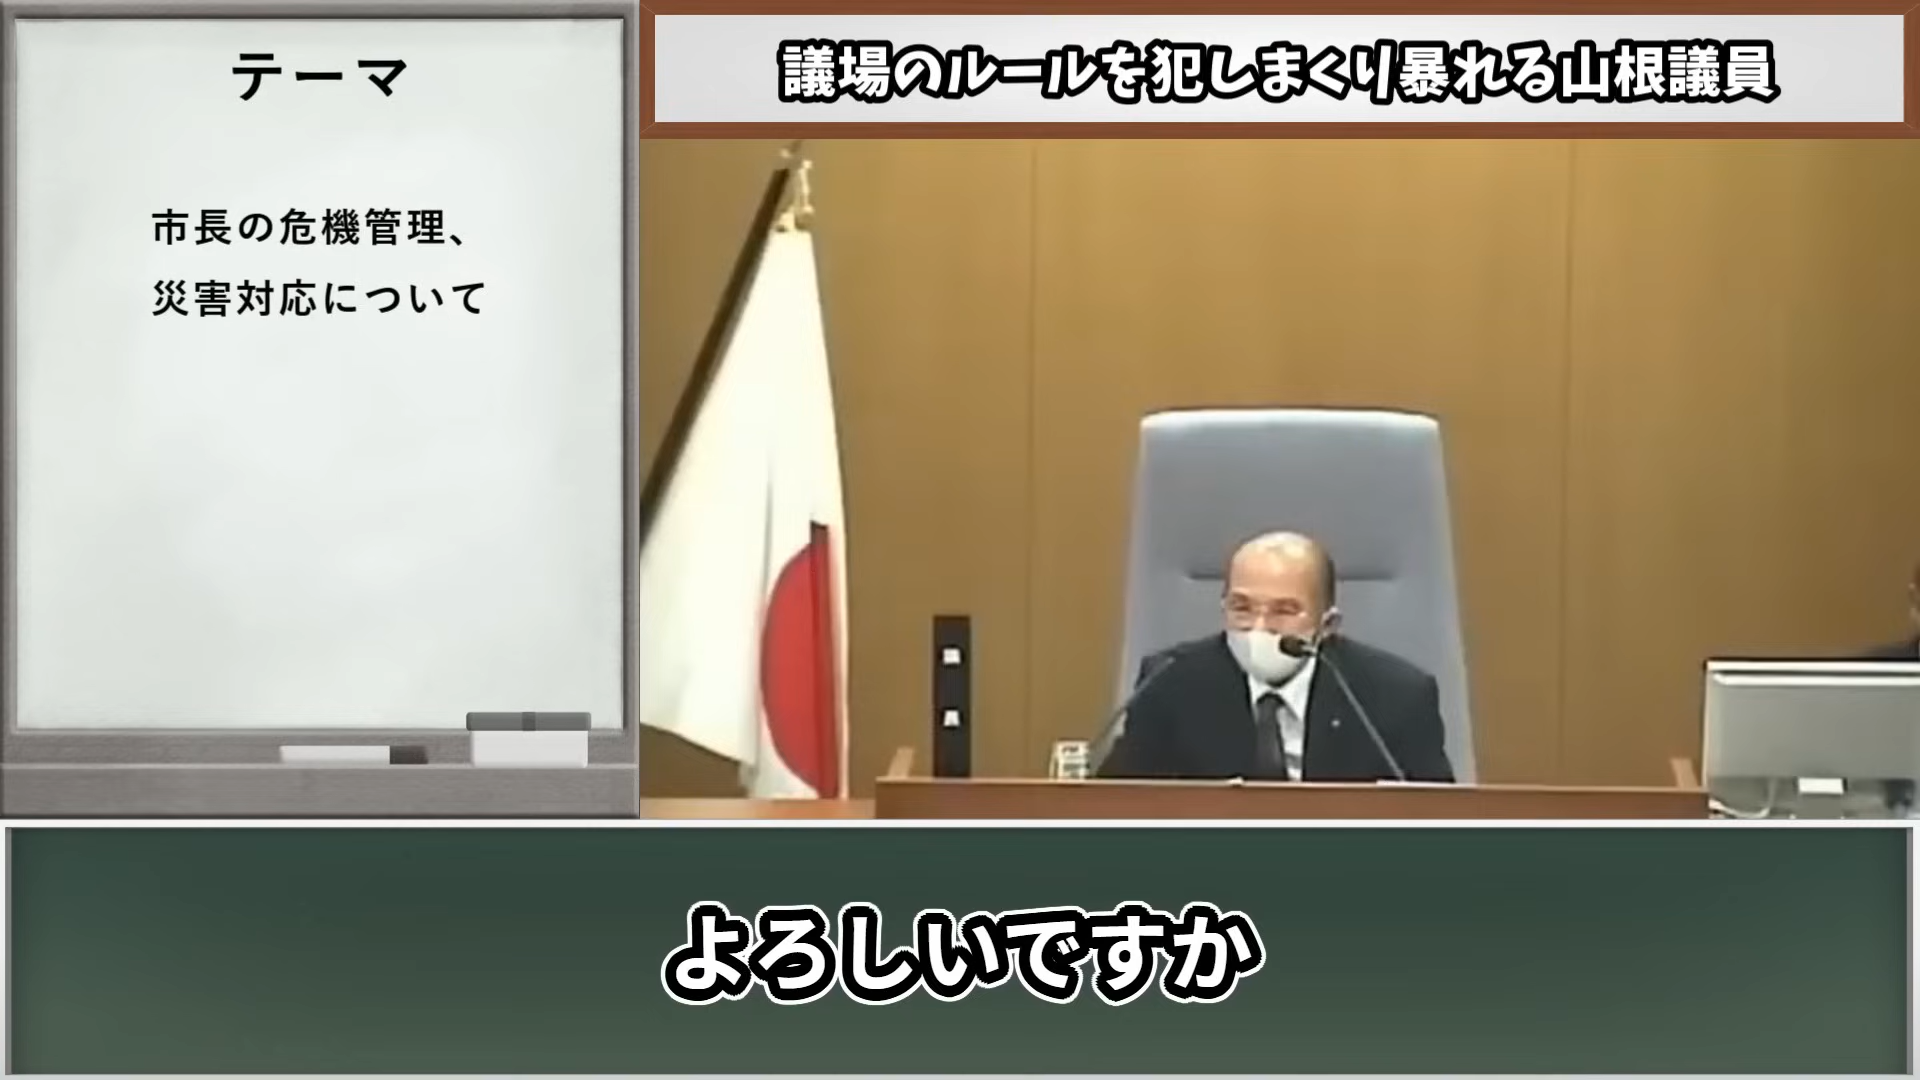 テーマ
市長の危機管理、
災害対応について
議場のルールを犯しまくり暴れる山根議員
よろしいですか